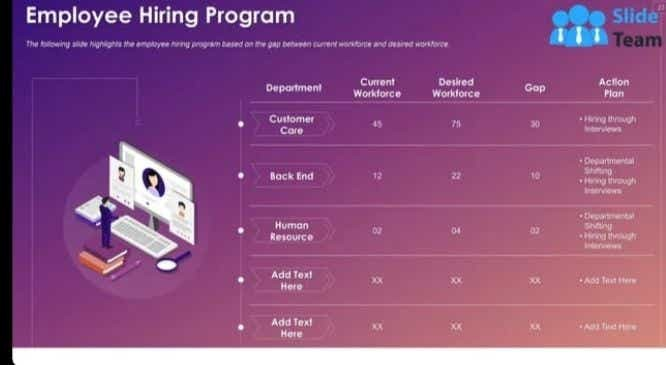 Employee Hiring Program
Slide
Team
The following slide highlights the employee hiring program based on the gap between current workforce and desired workforce.
Department
Current
Workforce
Desired
Workforce
Gap
Action
Plan
Customer
Care
45
75
30
• Hiring through
Interviews
Back End
12
22
10
• Departmental
Shifting
• Hiring through
Interviews
Human
Resource
02
04
02
• Departmental
Shifting
• Hiring through
Interviews
Add Text
Here
XX
XX
XX
• Add Text Here
Add Text
Here
XX
XX
XX
• Add Text Here